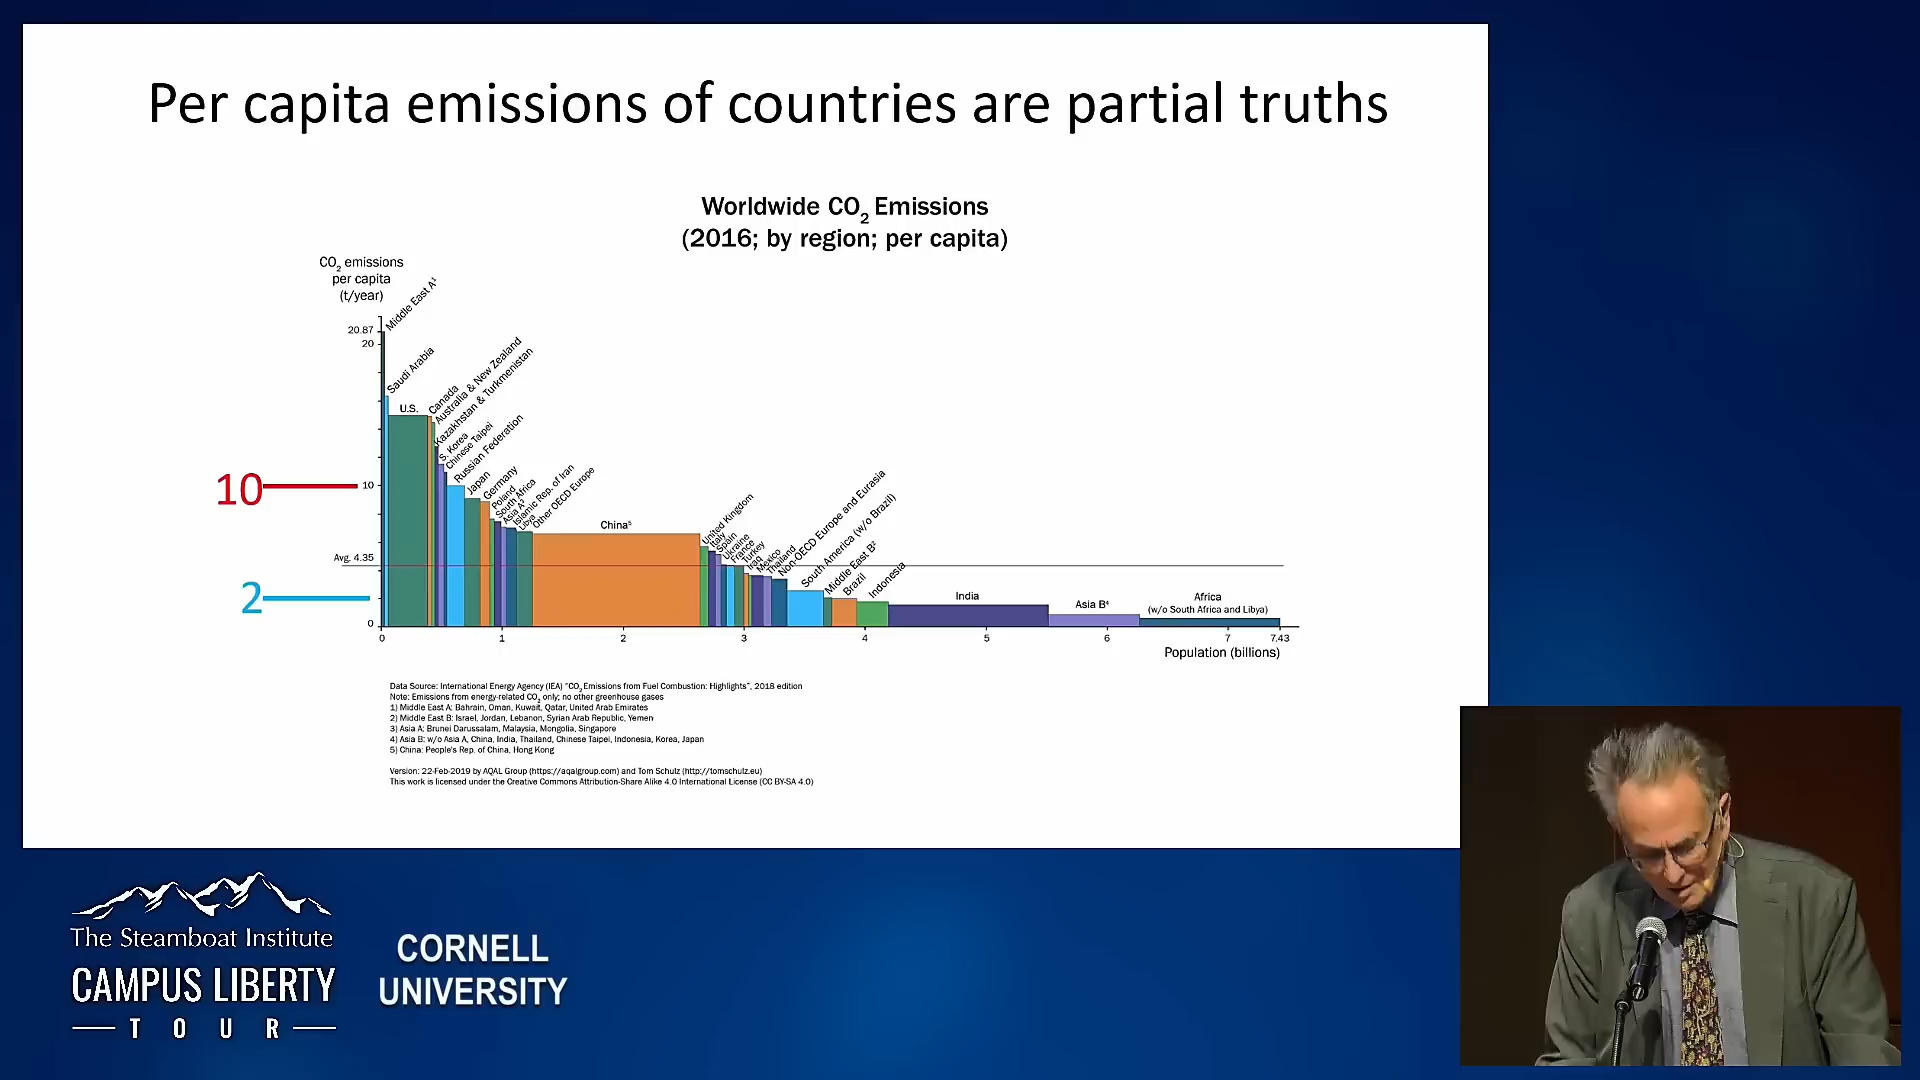 Per capita emissions of countries are partial truths
Worldwide CO2 Emissions
(2016; by region; per capita)
CO2 emissions
per capita
(t/year)
20.87
20
10
10
Avg. 4.35
2
0
Middle East A¹
Saudi Arabia
U.S.
Canada
Australia & New Zealand
Kazakhstan & Turkmenistan
S. Korea
Chinese Taipei
Russian Federation
Japan
Germany
Poland
South Africa
Asia A³
Islamic Rep. of Iran
Libya
Other OECD Europe
China⁵
United Kingdom
Italy
Spain
Ukraine
France
Turkey
Iraq
Mexico
Thailand
Non-OECD Europe and Eurasia
South America (w/o Brazil)
Middle East B²
Brazil
Indonesia
India
Asia B⁴
Africa
(w/o South Africa and Libya)
0 1 2 3 4 5 6 7 7.43
Population (billions)
Data Source: International Energy Agency (IEA) "CO2 Emissions from Fuel Combustion: Highlights", 2018 edition
Note: Emissions from energy-related CO2 only; no other greenhouse gases
1) Middle East A: Bahrain, Oman, Kuwait, Qatar, United Arab Emirates
2) Middle East B: Israel, Jordan, Lebanon, Syrian Arab Republic, Yemen
3) Asia A: Brunei Darussalam, Malaysia, Mongolia, Singapore
4) Asia B: w/o Asia A, China, India, Thailand, Chinese Taipei, Indonesia, Korea, Japan
5) China: People's Rep. of China, Hong Kong
Version: 22-Feb-2019 by AQAL Group (https://aqalgroup.com) and Tom Schulz (http://tomschulz.eu)
This work is licensed under the Creative Commons Attribution-Share Alike 4.0 International License (CC BY-SA 4.0)
The Steamboat Institute
CAMPUS LIBERTY
TOUR
CORNELL
UNIVERSITY